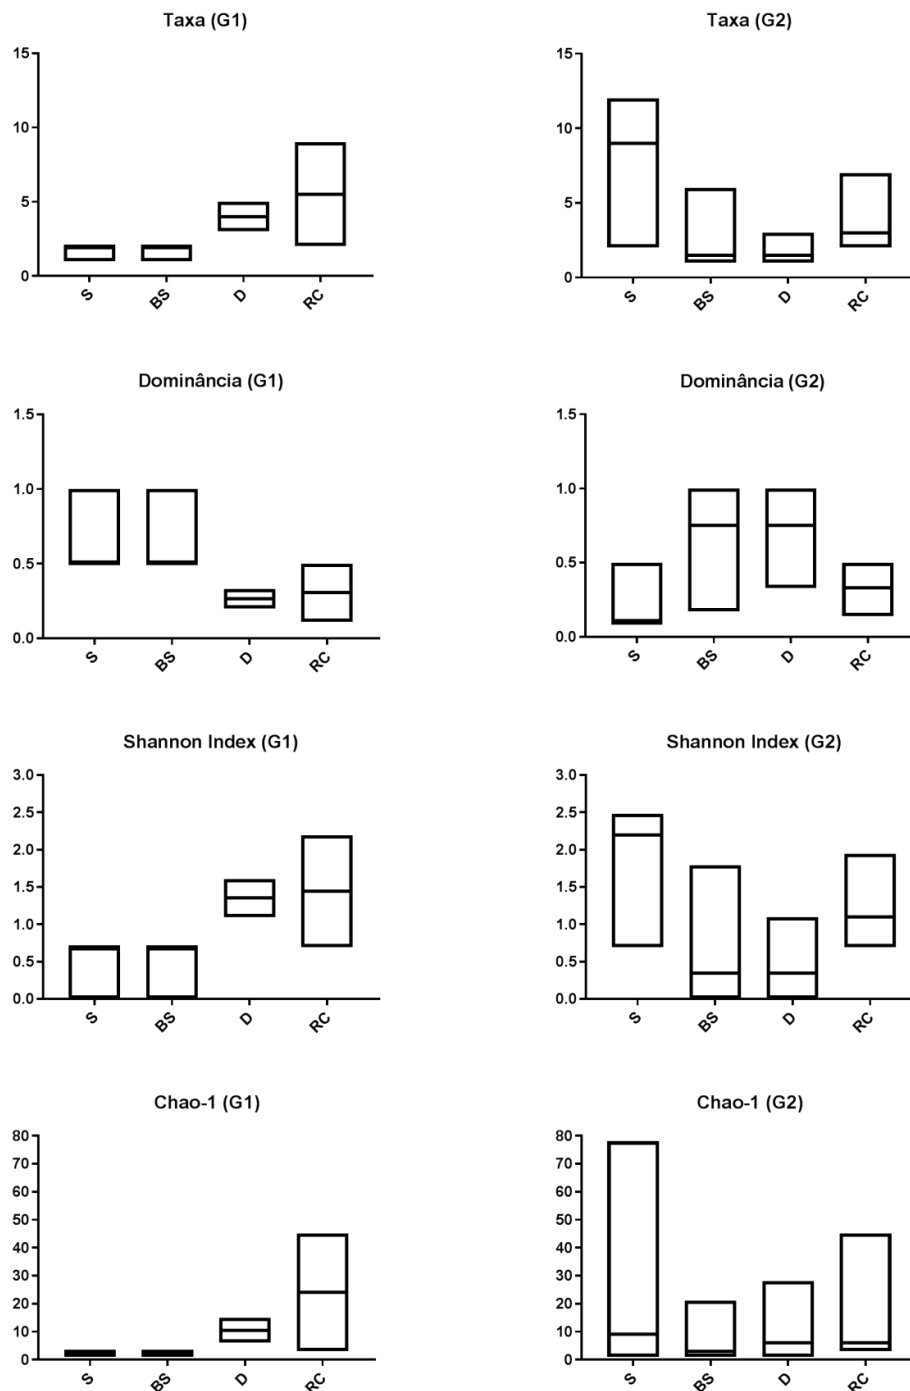 Taxa (G1)
15
10
5
0
S
BS
D
RC
Taxa (G2)
15
10
5
0
S
BS
D
RC
Dominância (G1)
1.5
1.0
0.5
0.0
S
BS
D
RC
Dominância (G2)
1.5
1.0
0.5
0.0
S
BS
D
RC
Shannon Index (G1)
3.0
2.5
2.0
1.5
1.0
0.5
0.0
S
BS
D
RC
Shannon Index (G2)
3.0
2.5
2.0
1.5
1.0
0.5
0.0
S
BS
D
RC
Chao-1 (G1)
80
70
60
50
40
30
20
10
0
S
BS
D
RC
Chao-1 (G2)
80
70
60
50
40
30
20
10
0
S
BS
D
RC